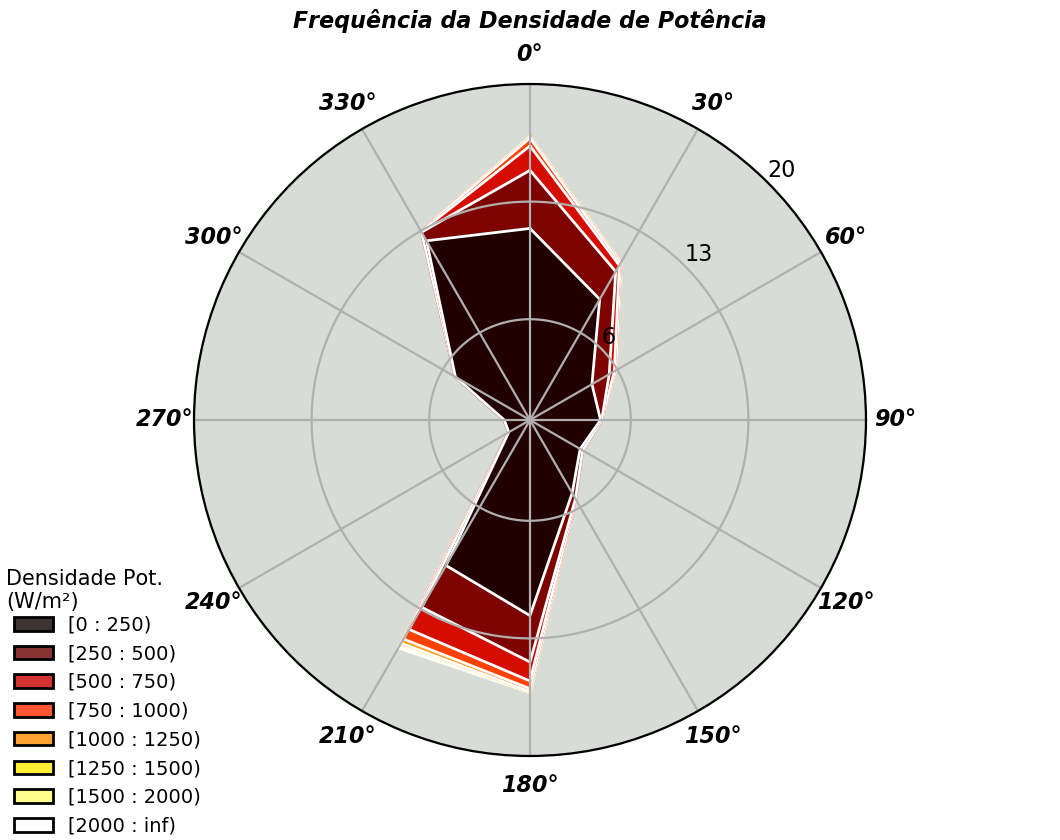 Frequência da Densidade de Potência
0°
330°
30°
20
300°
60°
13
6
270°
90°
240°
120°
210°
150°
180°
Densidade Pot.
(W/m²)
[0 : 250)
[250 : 500)
[500 : 750)
[750 : 1000)
[1000 : 1250)
[1250 : 1500)
[1500 : 2000)
[2000 : inf)